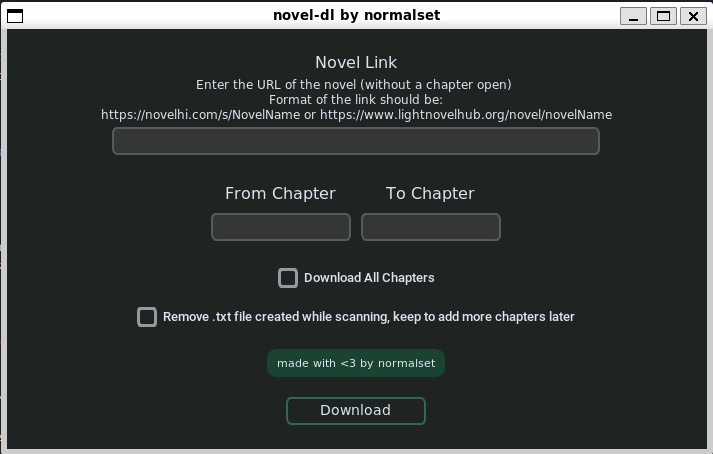 novel-dl by normalset
Novel Link
Enter the URL of the novel (without a chapter open)
Format of the link should be:
https://novelhi.com/s/NovelName or https://www.lightnovelhub.org/novel/novelName
From Chapter To Chapter
Download All Chapters
Remove .txt file created while scanning, keep to add more chapters later
made with <3 by normalset
Download